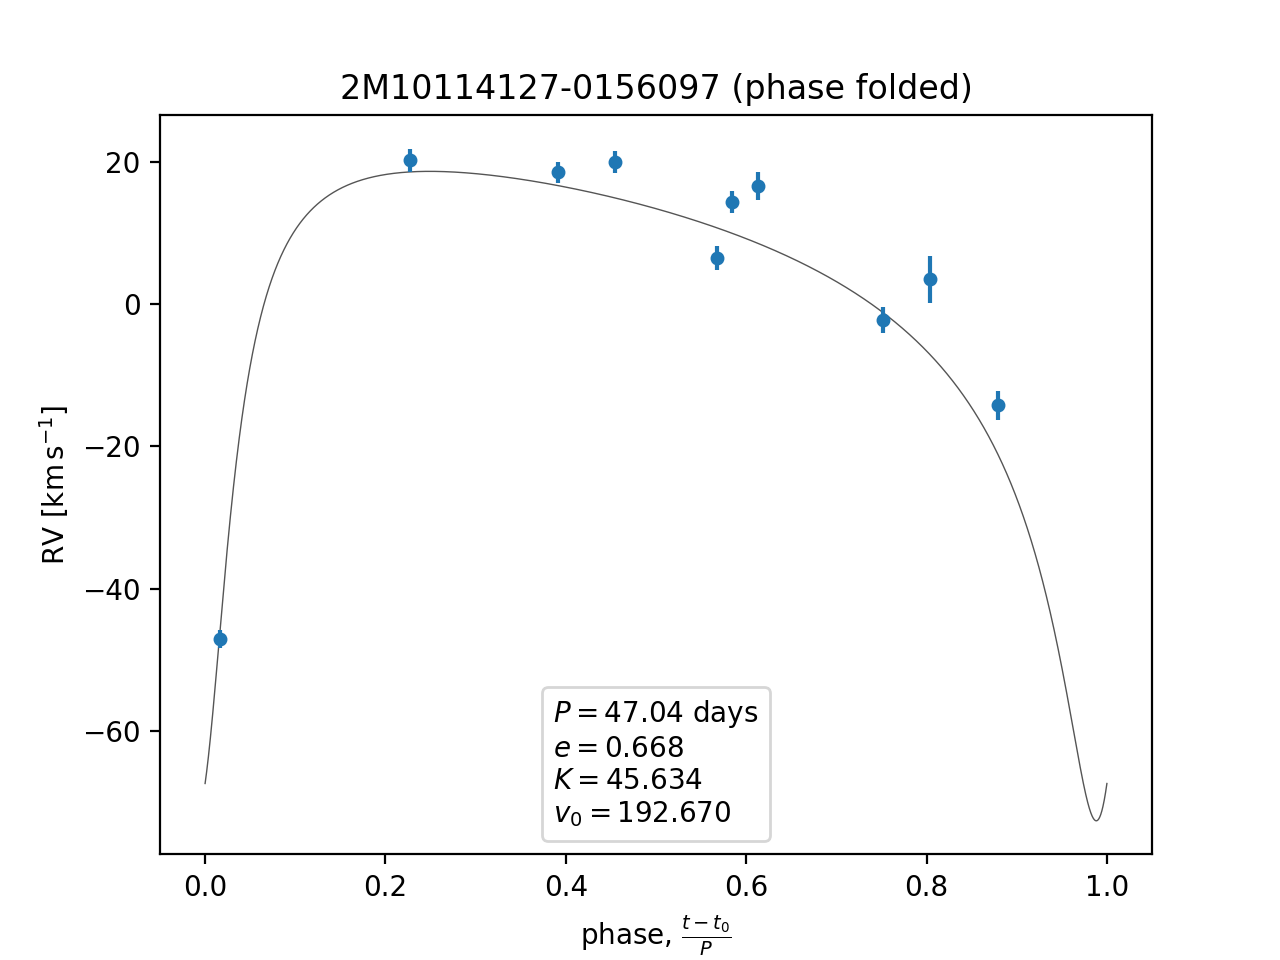 2M10114127-0156097 (phase folded)
RV [km s⁻¹]
20
0
−20
−40
−60
P = 47.04 days
e = 0.668
K = 45.634
v₀ = 192.670
0.0 0.2 0.4 0.6 0.8 1.0
phase, (t − t₀)/P